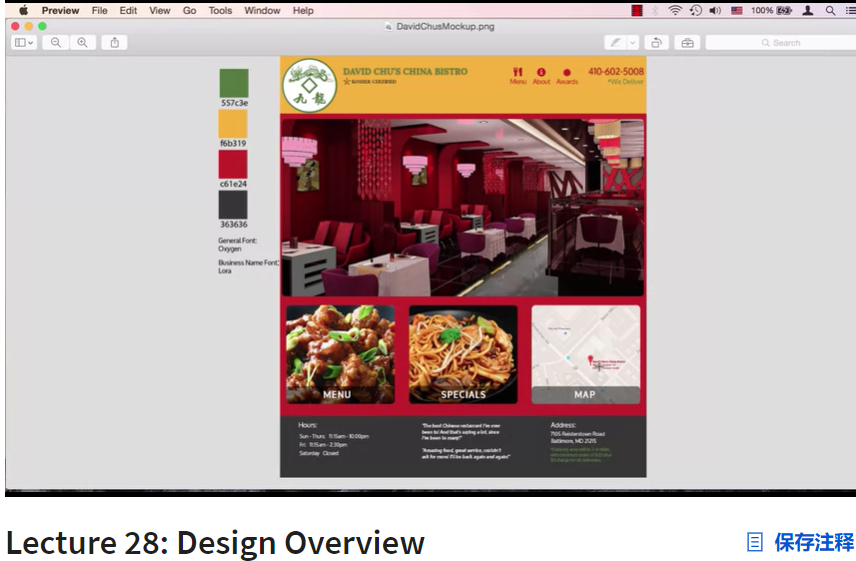 Preview File Edit View Go Tools Window Help 100%
DavidChusMockup.png
Search
557c3e
f6b319
c61e24
363636
General Font:
Oxygen
Business Name Font:
Lora
九龍
DAVID CHU'S CHINA BISTRO
KOSHER CERTIFIED
Menu About Awards
410-602-5008
*We Deliver
MENU
SPECIALS
MAP
Hours:
Sun - Thurs: 11:15am - 10:00pm
Fri: 11:15am - 2:30pm
Saturday Closed
"The best Chinese restaurant I've ever
been to! And that's saying a lot, since
I've been to many!"
"Amazing food, great service, couldn't
ask for more! I'll be back again and again!"
Address:
7105 Reisterstown Road
Baltimore, MD 21215
Lecture 28: Design Overview
保存注释